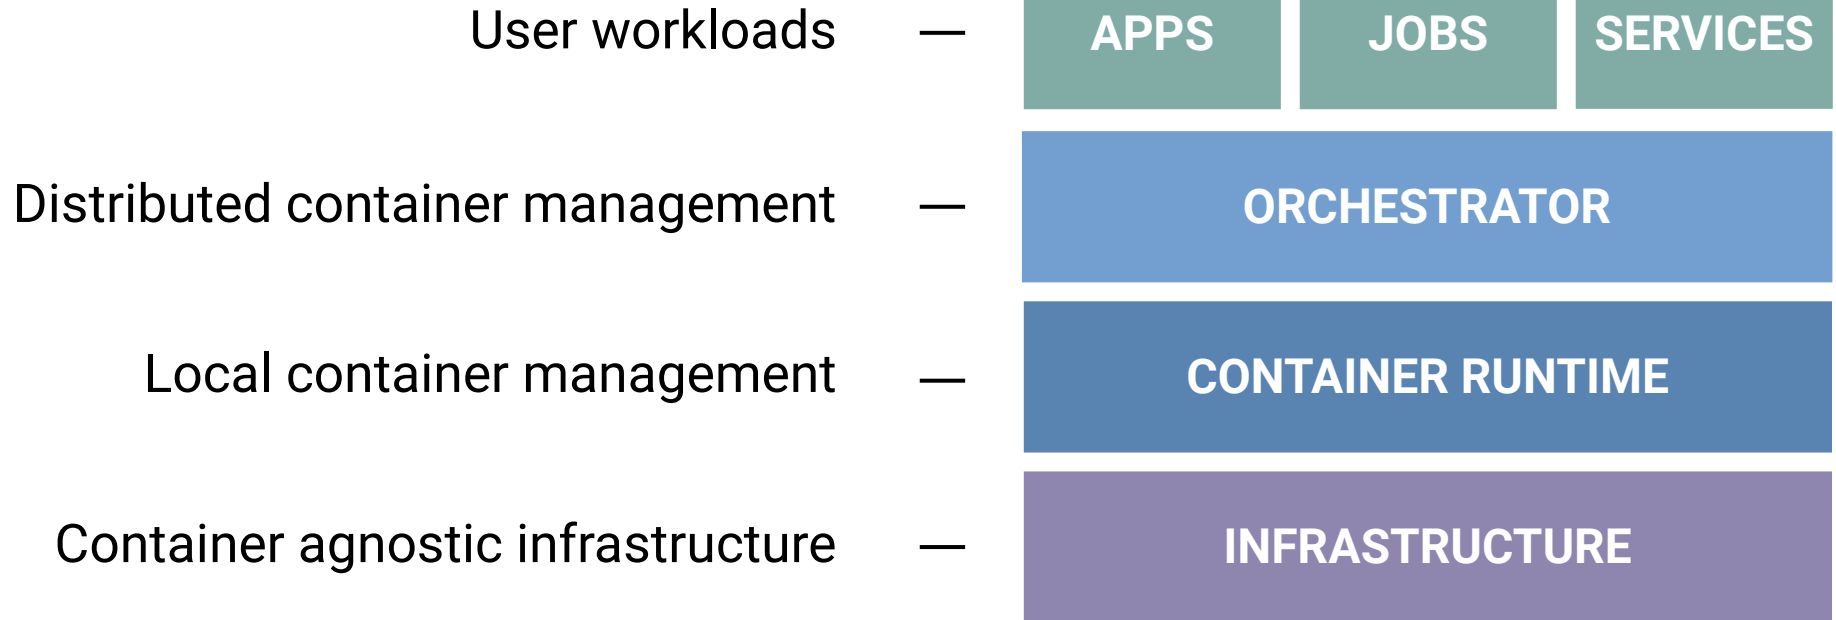 User workloads — APPS JOBS SERVICES
Distributed container management — ORCHESTRATOR
Local container management — CONTAINER RUNTIME
Container agnostic infrastructure — INFRASTRUCTURE